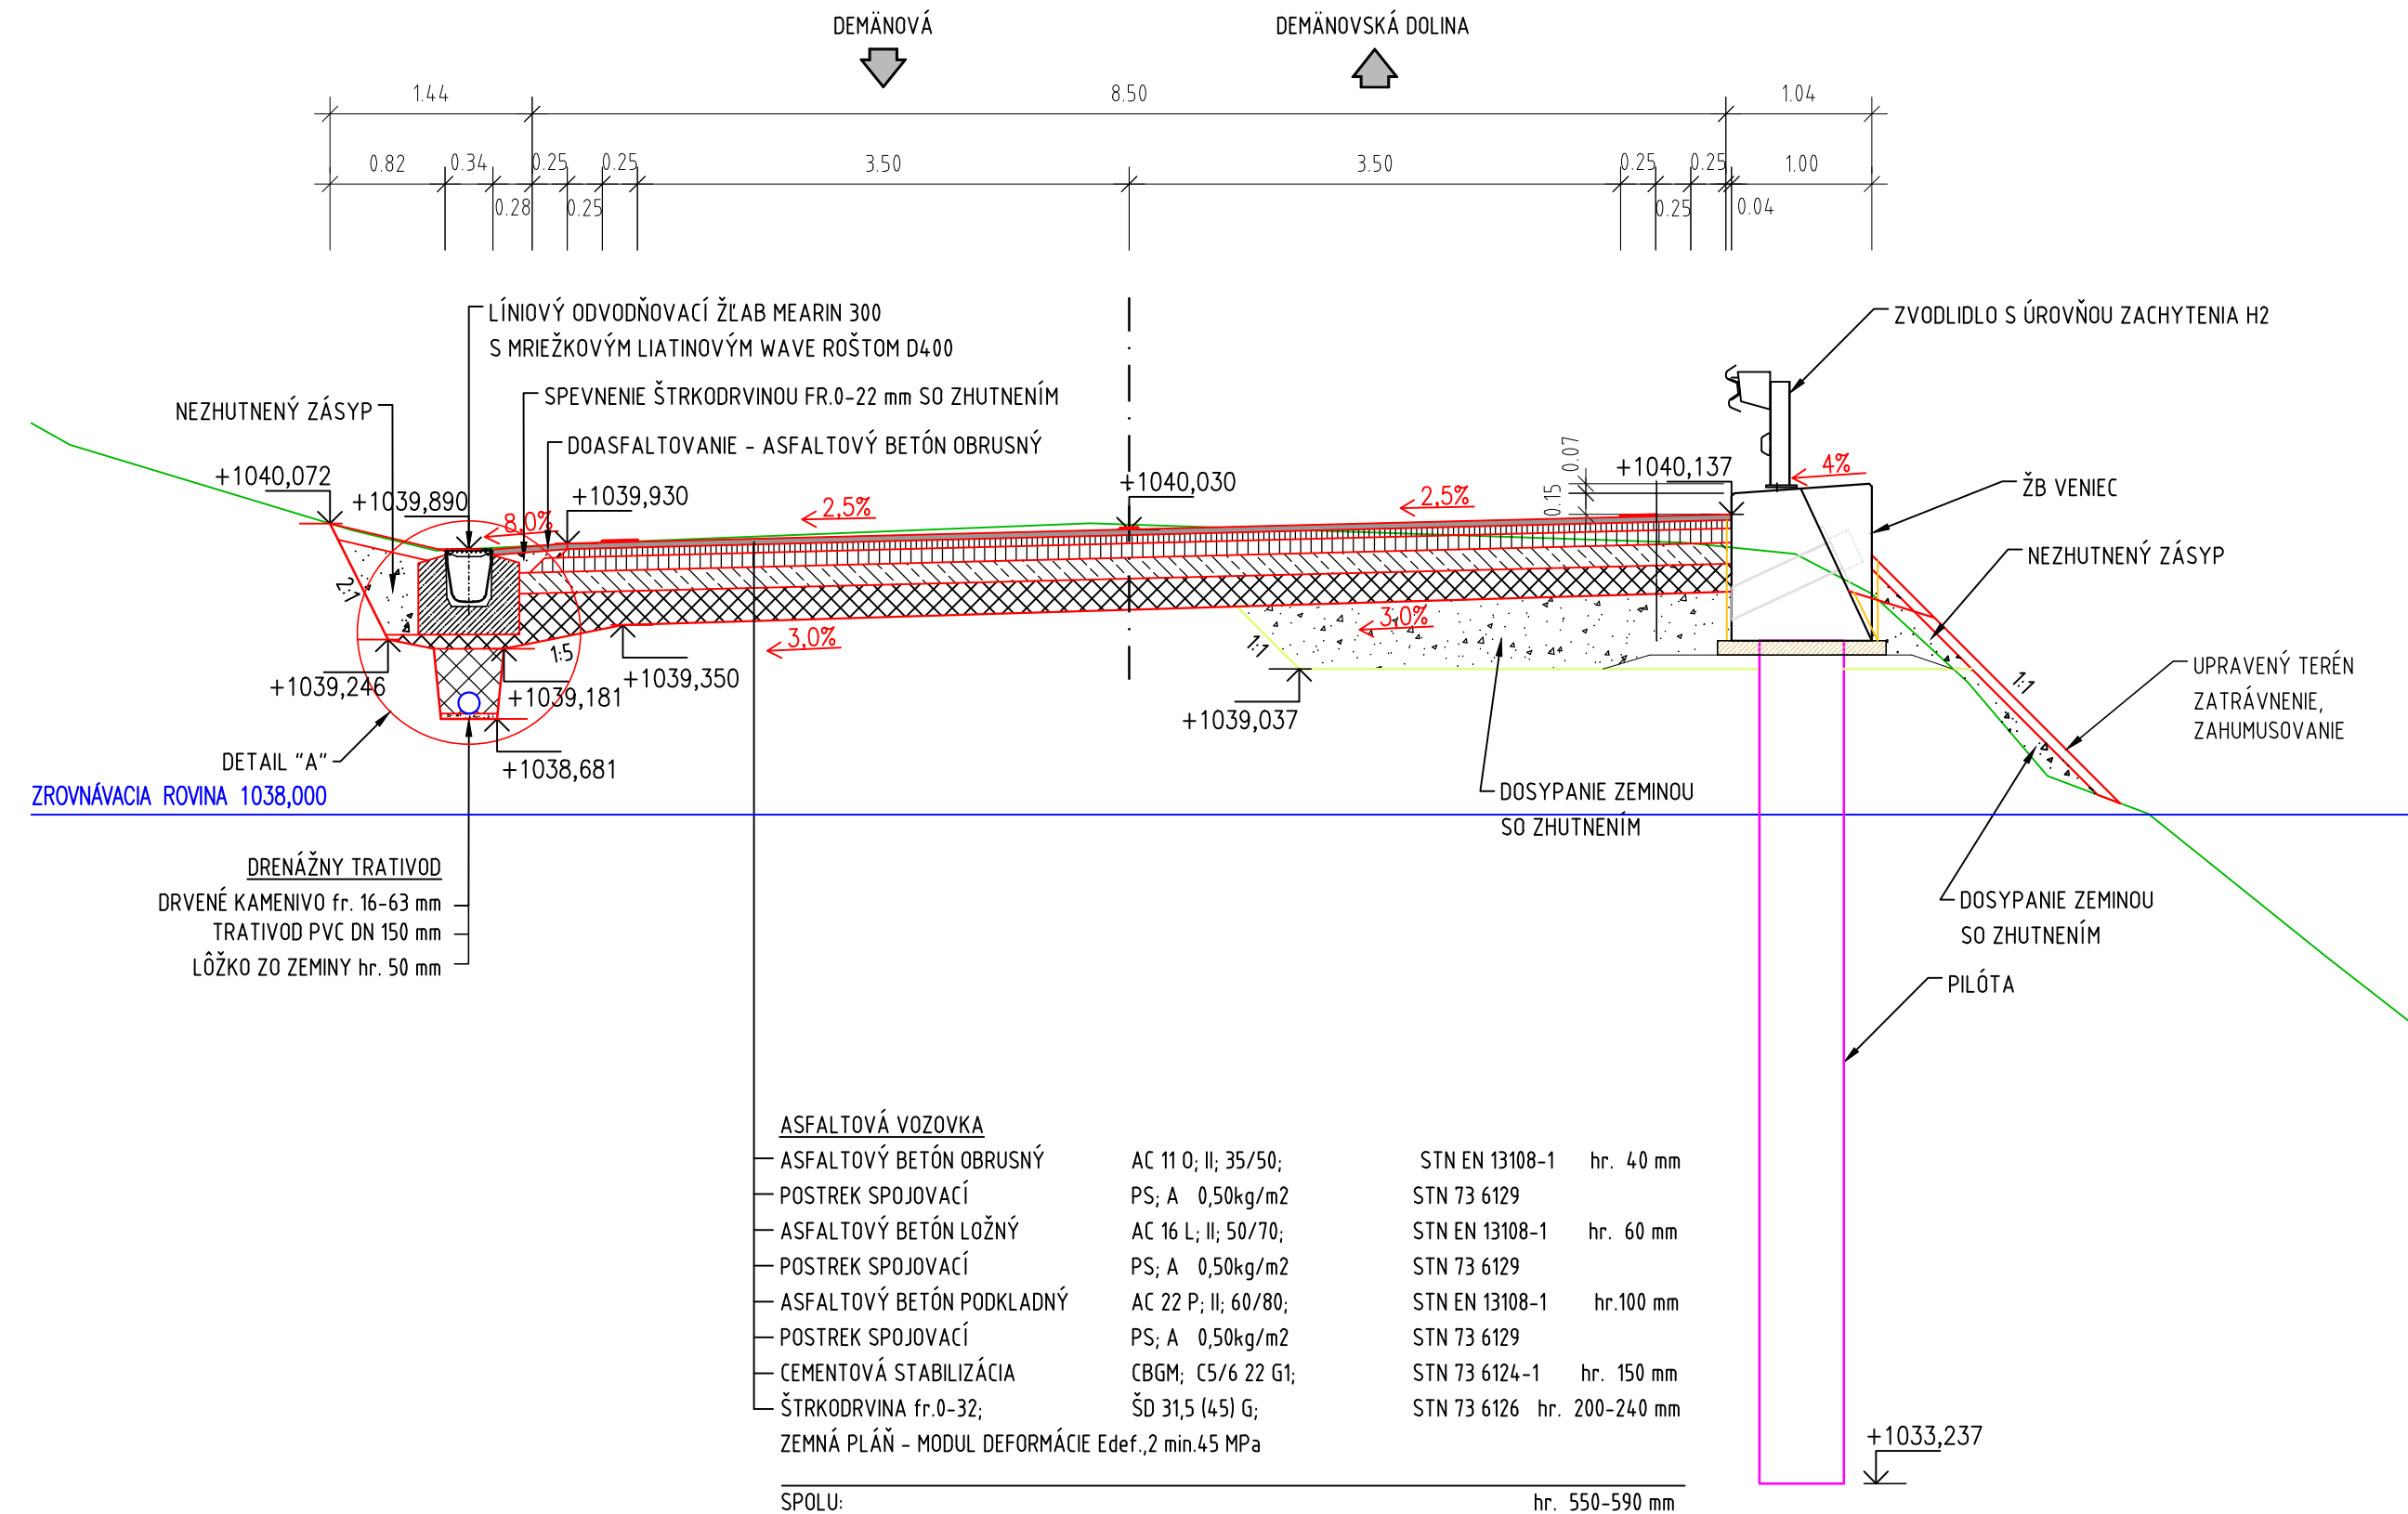 DEMÄNOVÁ
DEMÄNOVSKÁ DOLINA
1.44
8.50
1.04
0.82
0.34
0.25
0.25
3.50
3.50
0.25
0.25
1.00
0.28
0.25
0.25
0.04
LÍNIOVÝ ODVODŇOVACÍ ŽĽAB MEARIN 300
S MRIEŽKOVÝM LIATINOVÝM WAVE ROŠTOM D400
ZVODLIDLO S ÚROVŇOU ZACHYTENIA H2
SPEVNENIE ŠTRKODRVINOU FR.0-22 mm SO ZHUTNENÍM
NEZHUTNENÝ ZÁSYP
DOASFALTOVANIE - ASFALTOVÝ BETÓN OBRUSNÝ
+1040,072
+1039,890
+1039,930
8,0%
2,5%
+1040,030
2,5%
0.07
0.15
+1040,137
4%
ŽB VENIEC
NEZHUTNENÝ ZÁSYP
2:1
1:5
3,0%
1:1
3,0%
1:1
+1039,246
+1039,181
+1039,350
+1039,037
+1038,681
UPRAVENÝ TERÉN
ZATRÁVNENIE,
ZAHUMUSOVANIE
DETAIL "A"
ZROVNÁVACIA ROVINA 1038,000
DOSYPANIE ZEMINOU
SO ZHUTNENÍM
DRENÁŽNY TRATIVOD
DRVENÉ KAMENIVO fr. 16-63 mm
TRATIVOD PVC DN 150 mm
LÔŽKO ZO ZEMINY hr. 50 mm
DOSYPANIE ZEMINOU
SO ZHUTNENÍM
PILÓTA
ASFALTOVÁ VOZOVKA
ASFALTOVÝ BETÓN OBRUSNÝ AC 11 O; II; 35/50; STN EN 13108-1 hr. 40 mm
POSTREK SPOJOVACÍ PS; A 0,50kg/m2 STN 73 6129
ASFALTOVÝ BETÓN LOŽNÝ AC 16 L; II; 50/70; STN EN 13108-1 hr. 60 mm
POSTREK SPOJOVACÍ PS; A 0,50kg/m2 STN 73 6129
ASFALTOVÝ BETÓN PODKLADNÝ AC 22 P; II; 60/80; STN EN 13108-1 hr.100 mm
POSTREK SPOJOVACÍ PS; A 0,50kg/m2 STN 73 6129
CEMENTOVÁ STABILIZÁCIA CBGM; C5/6 22 G1; STN 73 6124-1 hr. 150 mm
ŠTRKODRVINA fr.0-32; ŠD 31,5 (45) G; STN 73 6126 hr. 200-240 mm
ZEMNÁ PLÁŇ - MODUL DEFORMÁCIE Edef.,2 min.45 MPa
+1033,237
SPOLU: hr. 550-590 mm